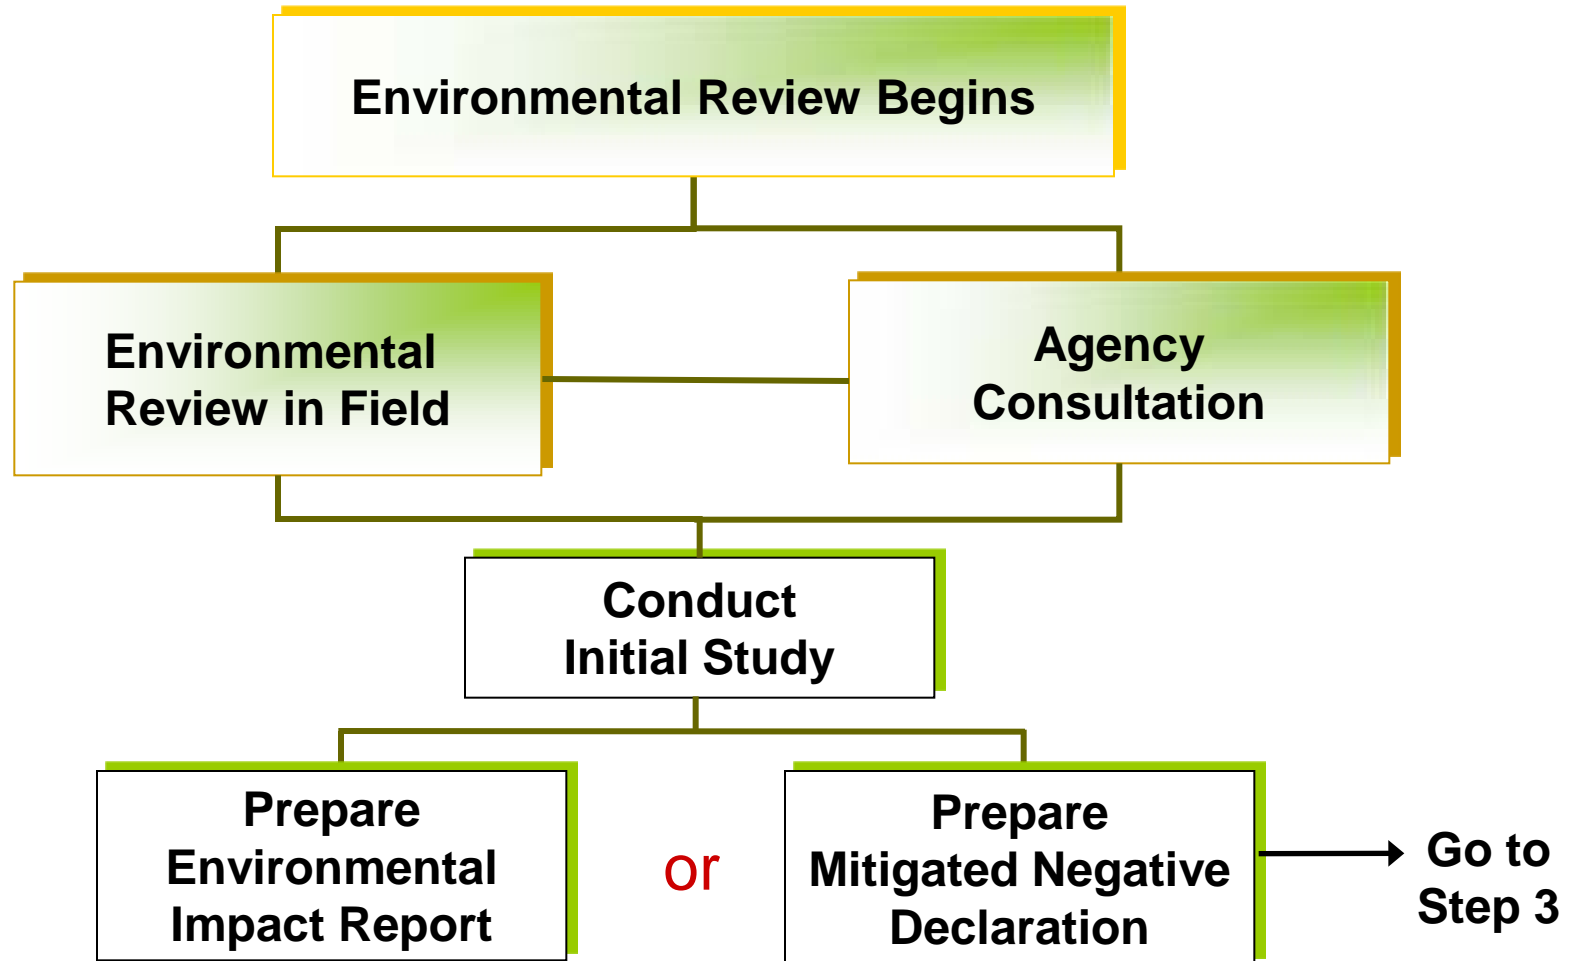 Environmental Review Begins
Environmental
Review in Field
Agency
Consultation
Conduct
Initial Study
Prepare
Environmental
Impact Report
or
Prepare
Mitigated Negative
Declaration
Go to
Step 3